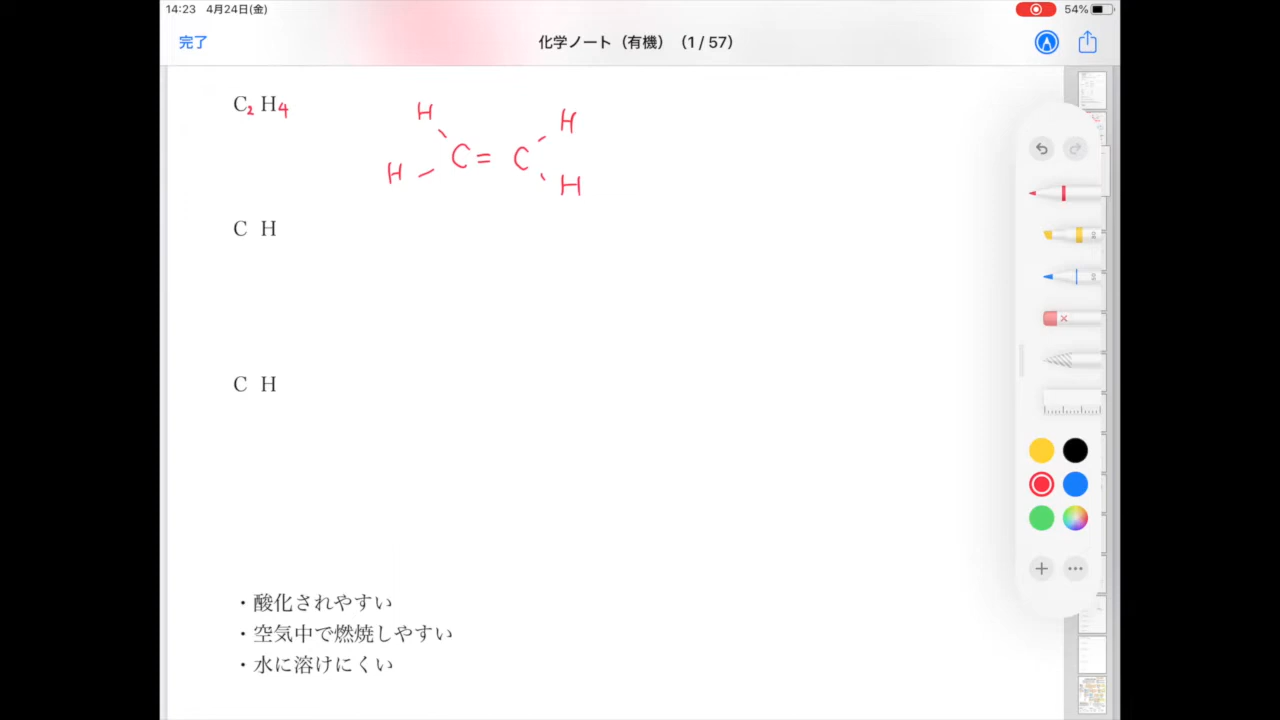 14:23 4月24日(金)
54%
完了
化学ノート（有機）（1 / 57）
C2 H4
H H
C = C
H H
C H
C H
・酸化されやすい
・空気中で燃焼しやすい
・水に溶けにくい